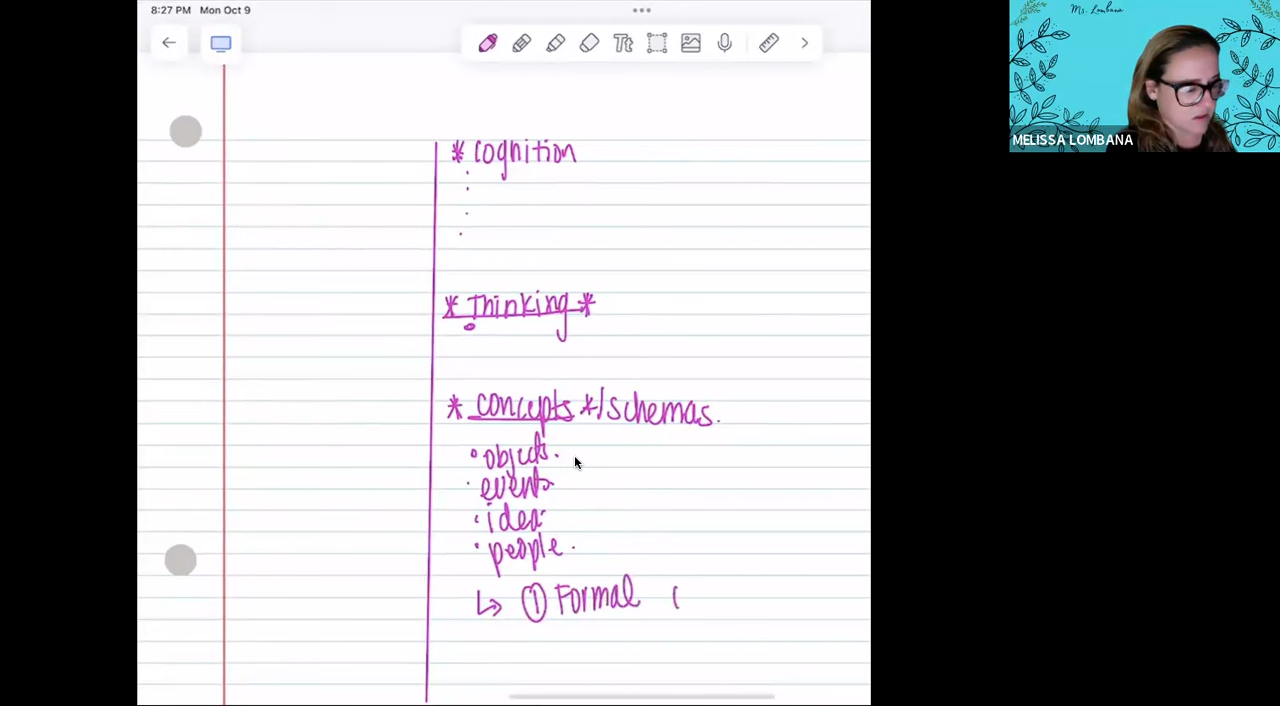 8:27 PM Mon Oct 9
Tt
Ms. Lombana
MELISSA LOMBANA
* Cognition
* Thinking *
* concepts */schemas.
• objects.
• events
• idea
• people.
↳ ① Formal (